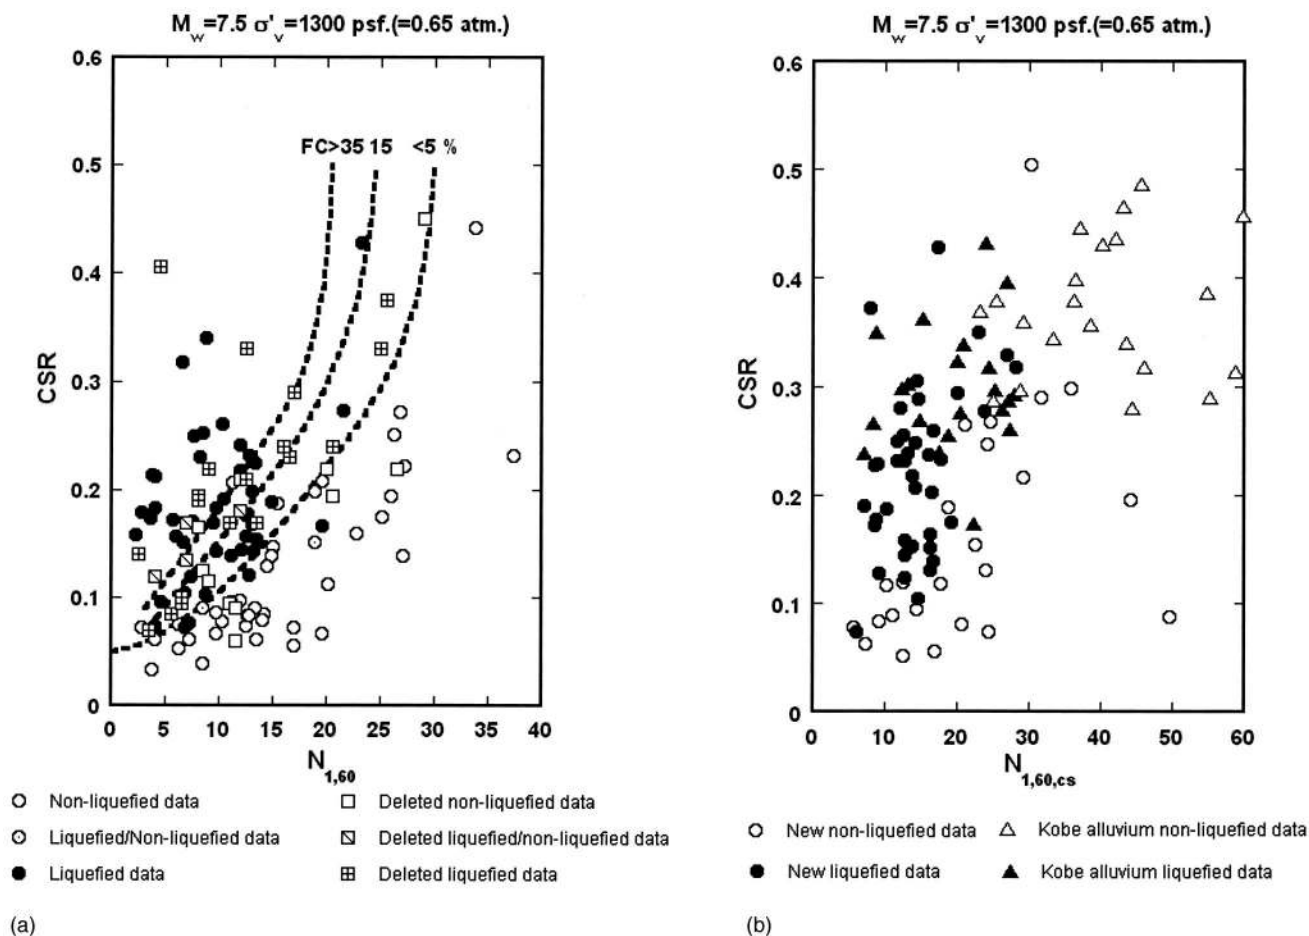 M_w=7.5 σ'_v=1300 psf.(=0.65 atm.)
0.6
0.5
0.4
0.3
0.2
0.1
0
CSR
FC>35 15 <5 %
0 5 10 15 20 25 30 35 40
N_1,60
Non-liquefied data
Liquefied/Non-liquefied data
Liquefied data
Deleted non-liquefied data
Deleted liquefied/non-liquefied data
Deleted liquefied data
(a)
M_w=7.5 σ'_v=1300 psf.(=0.65 atm.)
0.6
0.5
0.4
0.3
0.2
0.1
0
CSR
0 10 20 30 40 50 60
N_1,60,cs
New non-liquefied data
New liquefied data
Kobe alluvium non-liquefied data
Kobe alluvium liquefied data
(b)